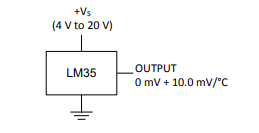 +Vs
(4 V to 20 V)
LM35
OUTPUT
0 mV + 10.0 mV/°C